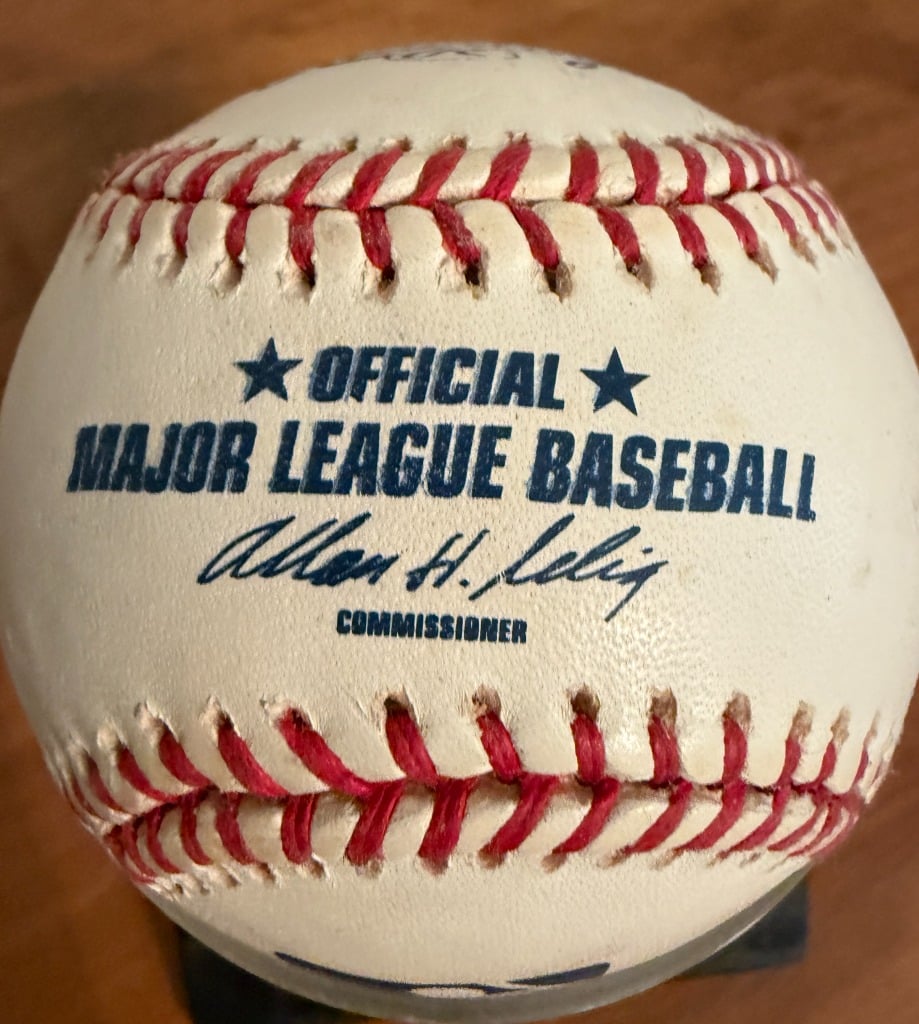 ★ OFFICIAL ★
MAJOR LEAGUE BASEBALL
Allan H. Selig
COMMISSIONER